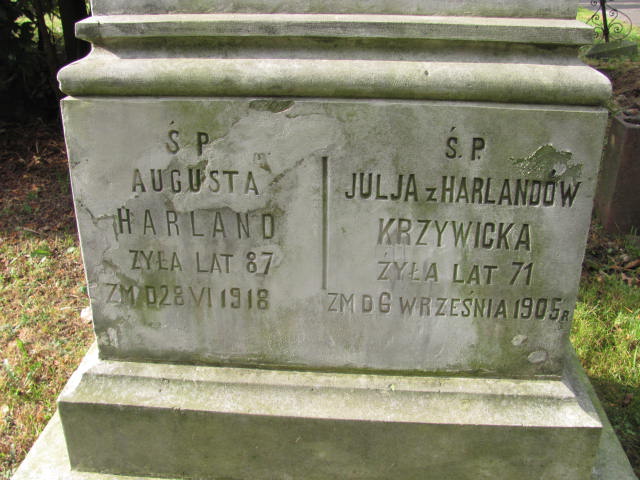 Ś P
AUGUSTA
HARLAND
ŻYŁA LAT 87
ZM D 28 VI 1918
Ś. P.
JULJA z HARLANDÓW
KRZYWICKA
ŻYŁA LAT 71
ZM D 6 WRZEŚNIA 1905 R